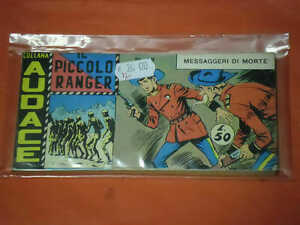 COLLANA
AUDACE
IL
PICCOLO
RANGER
MESSAGGERI DI MORTE
£ 50